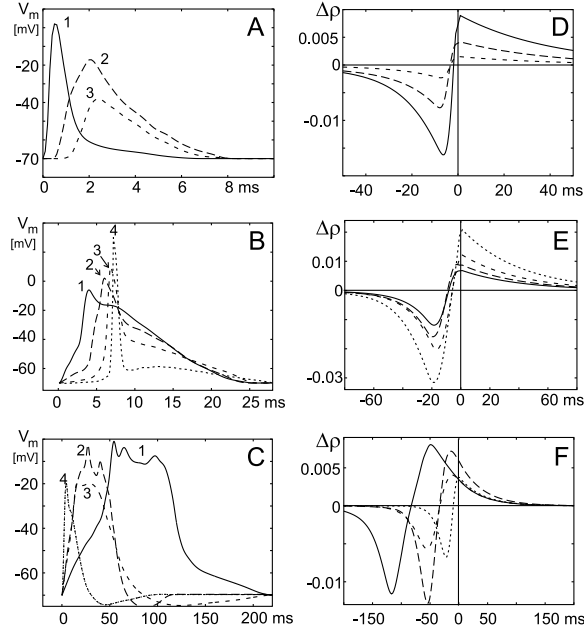 V_m
[mV]
A
1
2
3
0
-20
-40
-60
-70
0 2 4 6 8 ms
Δρ
D
0.005
0
-0.01
-40 -20 0 20 40 ms
V_m
[mV]
B
4
3
2
1
0
-20
-40
-60
0 5 10 15 20 25 ms
Δρ
E
0.01
0
-0.03
-80 -40 0 40 ms
V_m
[mV]
C
1
2
3
4
-20
-40
-60
0 50 100 150 200 ms
Δρ
F
0.005
0
-0.01
-150 -50 0 50 150 ms